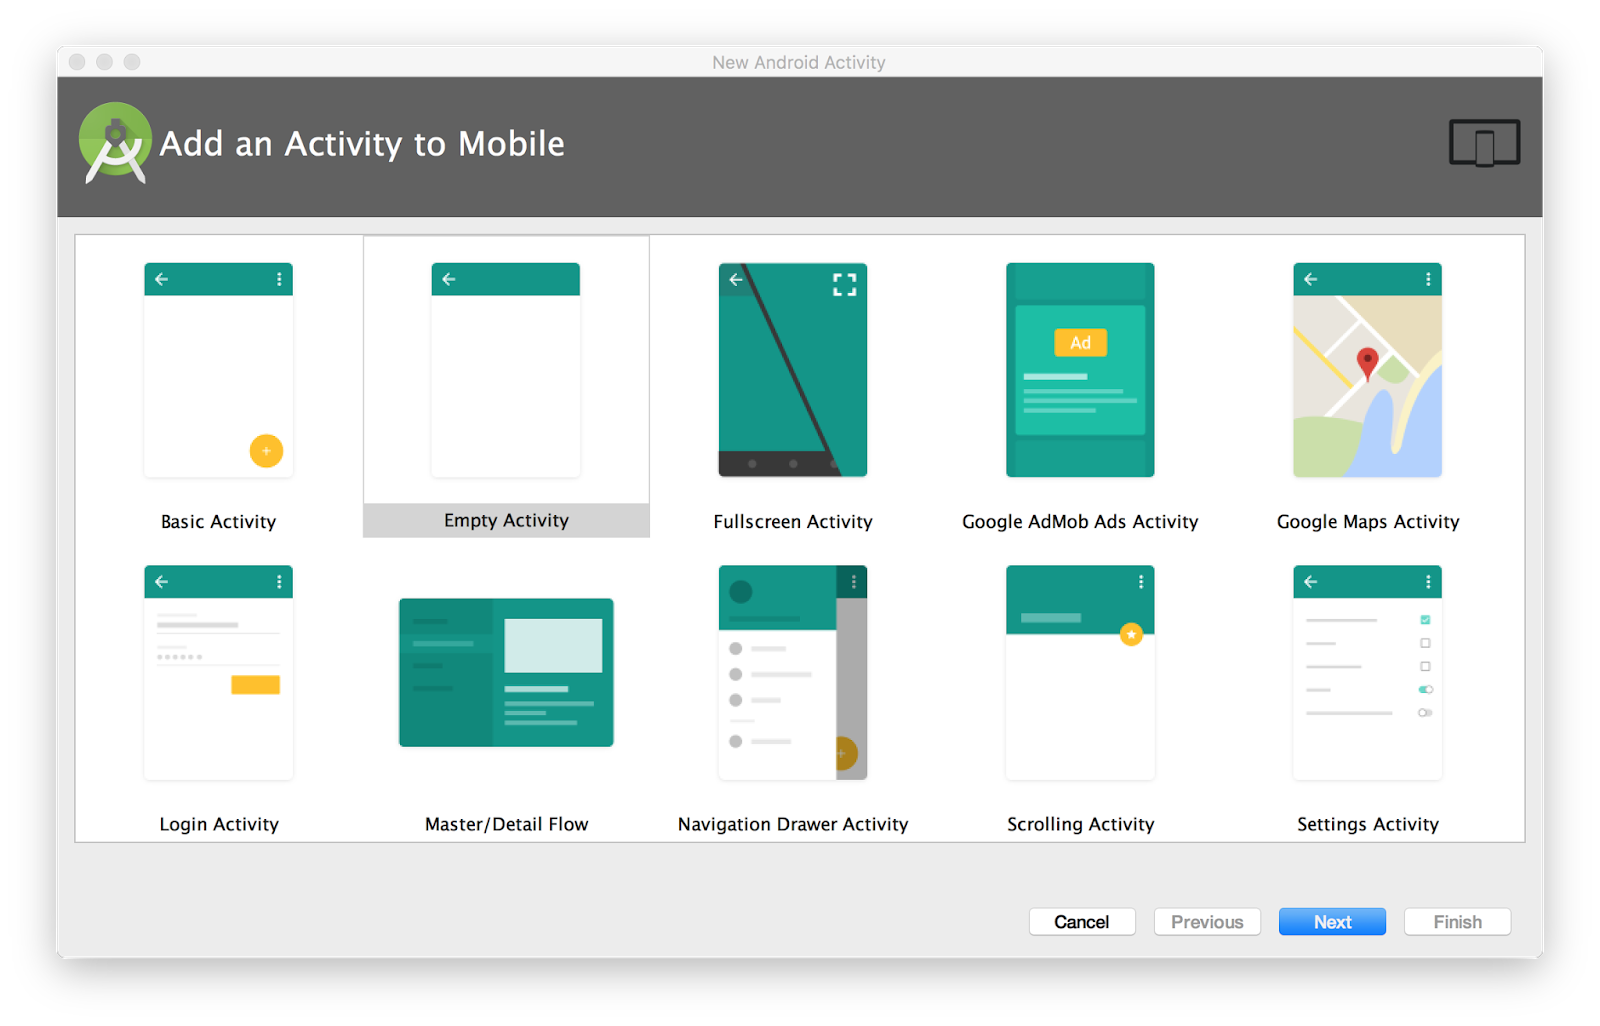 New Android Activity
Add an Activity to Mobile
Ad
Basic Activity
Empty Activity
Fullscreen Activity
Google AdMob Ads Activity
Google Maps Activity
Login Activity
Master/Detail Flow
Navigation Drawer Activity
Scrolling Activity
Settings Activity
Cancel
Previous
Next
Finish